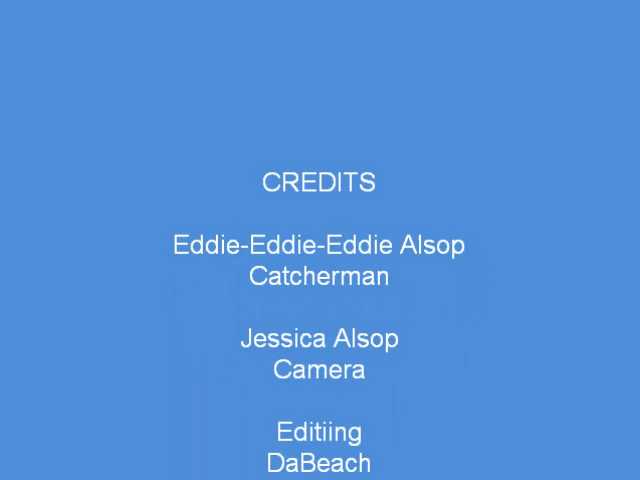 CREDITS
Eddie-Eddie-Eddie Alsop
Catcherman
Jessica Alsop
Camera
Editiing
DaBeach